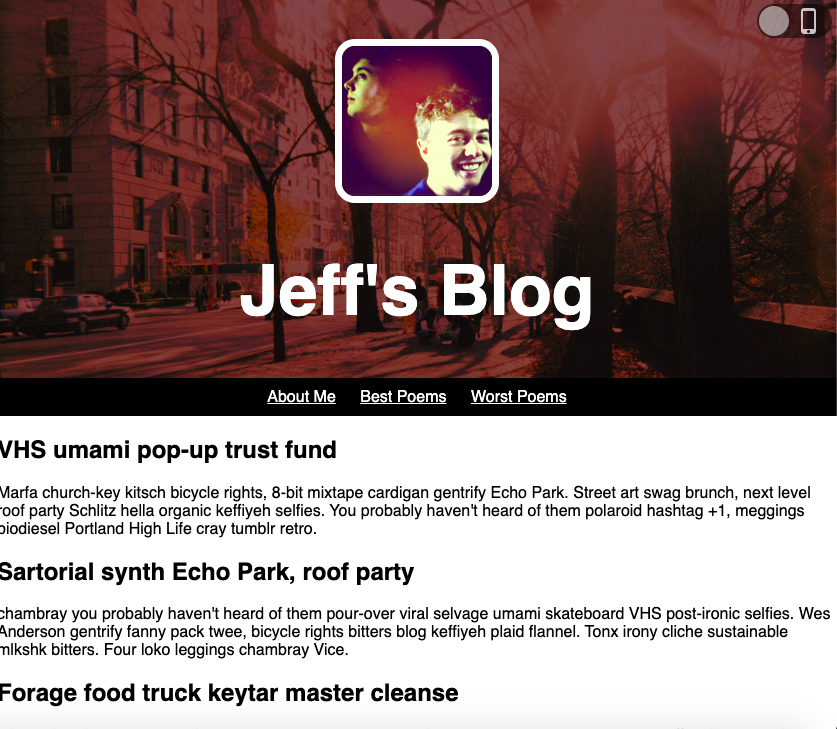 Jeff's Blog
About Me Best Poems Worst Poems
VHS umami pop-up trust fund
Marfa church-key kitsch bicycle rights, 8-bit mixtape cardigan gentrify Echo Park. Street art swag brunch, next level
roof party Schlitz hella organic keffiyeh selfies. You probably haven't heard of them polaroid hashtag +1, meggings
biodiesel Portland High Life cray tumblr retro.
Sartorial synth Echo Park, roof party
chambray you probably haven't heard of them pour-over viral selvage umami skateboard VHS post-ironic selfies. Wes
Anderson gentrify fanny pack twee, bicycle rights bitters blog keffiyeh plaid flannel. Tonx irony cliche sustainable
mlkshk bitters. Four loko leggings chambray Vice.
Forage food truck keytar master cleanse